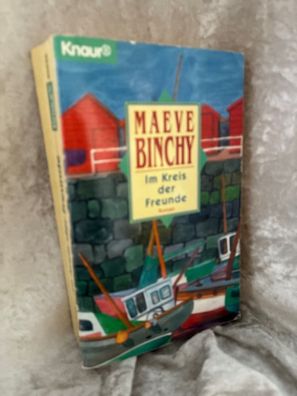 Knaur
MAEVE
BINCHY
Im Kreis
der
Freunde
Roman